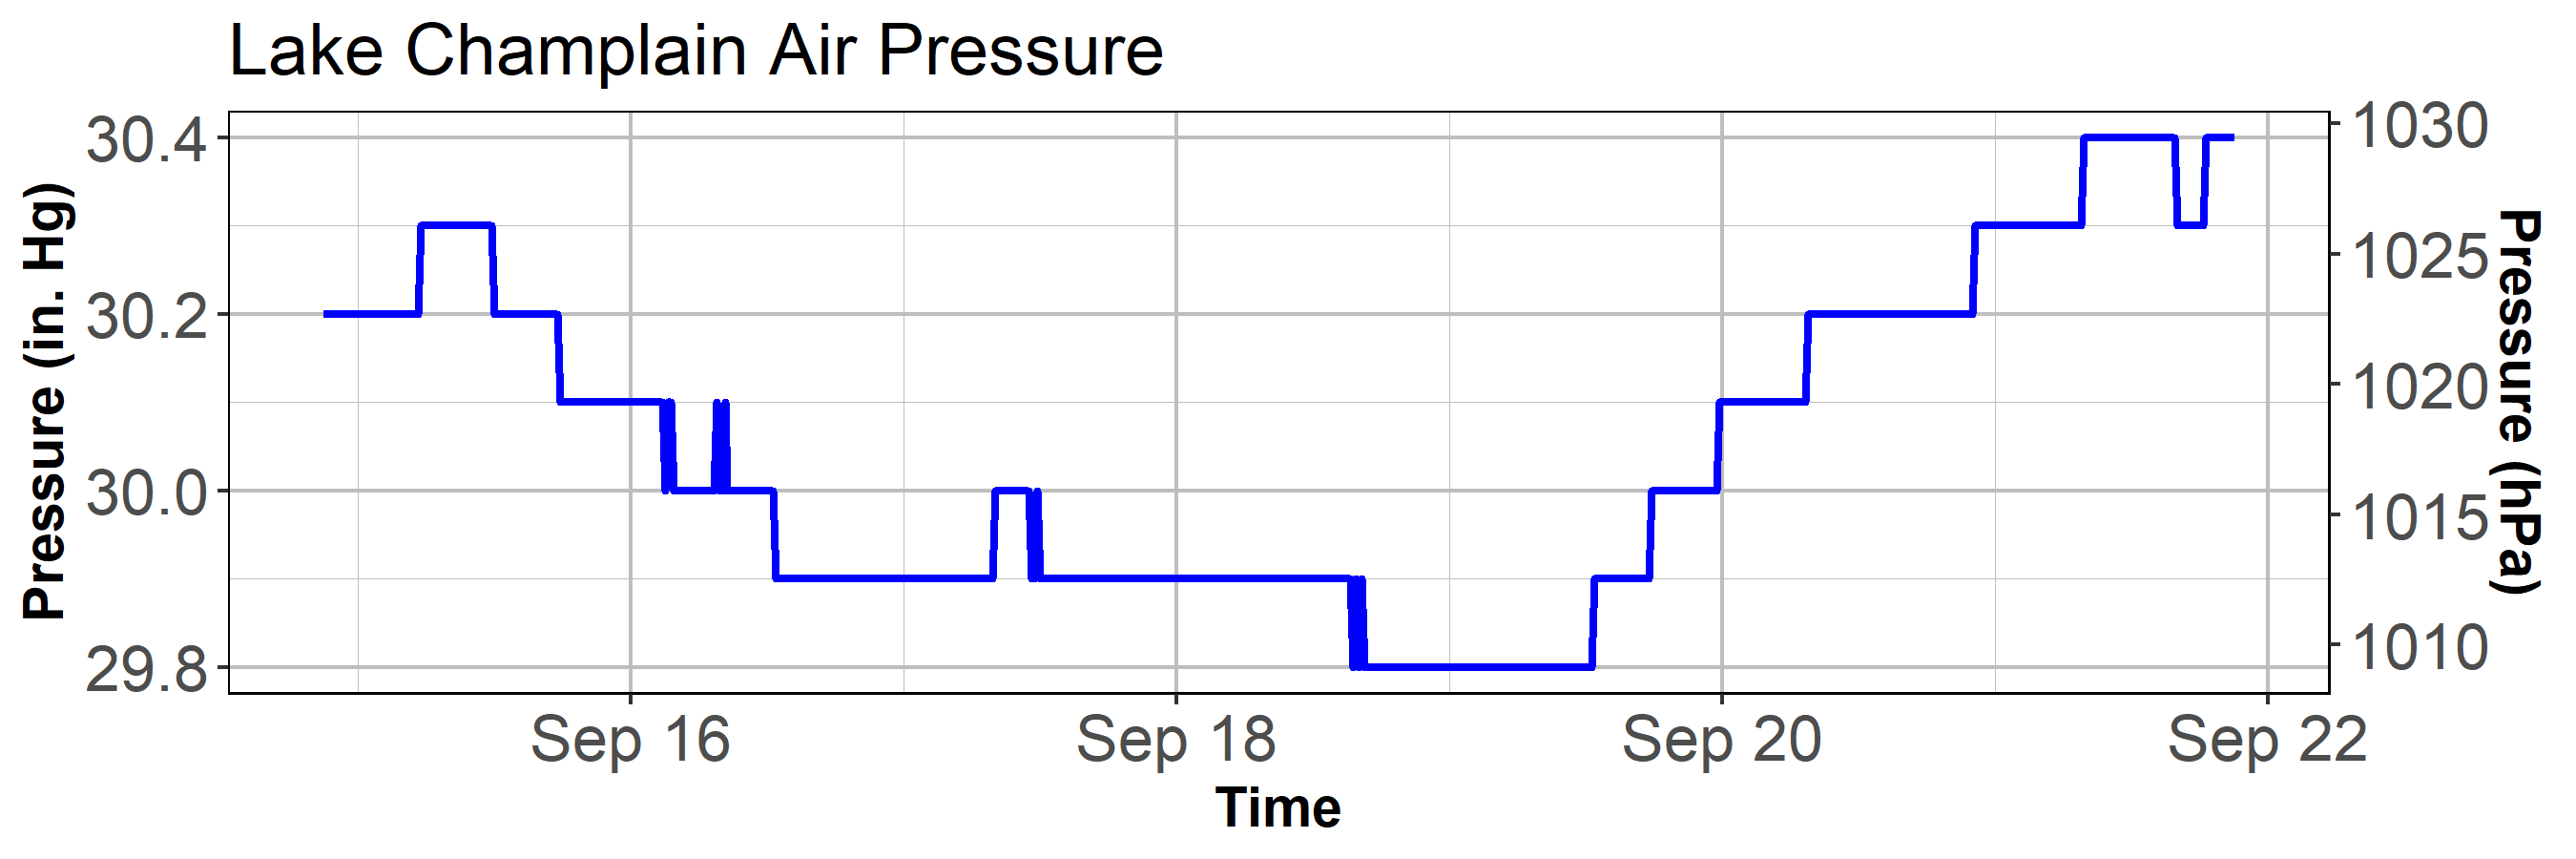 Lake Champlain Air Pressure
Pressure (in. Hg)
30.4
30.2
30.0
29.8
1030
1025
1020
1015
1010
Pressure (hPa)
Sep 16 Sep 18 Sep 20 Sep 22
Time